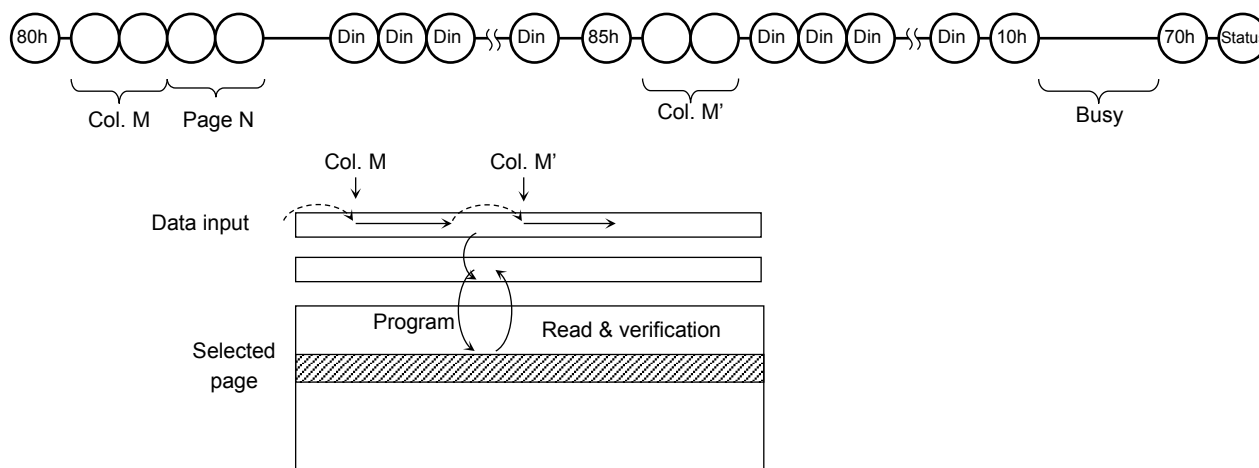 80h Din Din Din Din 85h Din Din Din Din 10h 70h Status
Col. M Page N Col. M’ Busy
Col. M Col. M’
Data input
Program Read & verification
Selected
page